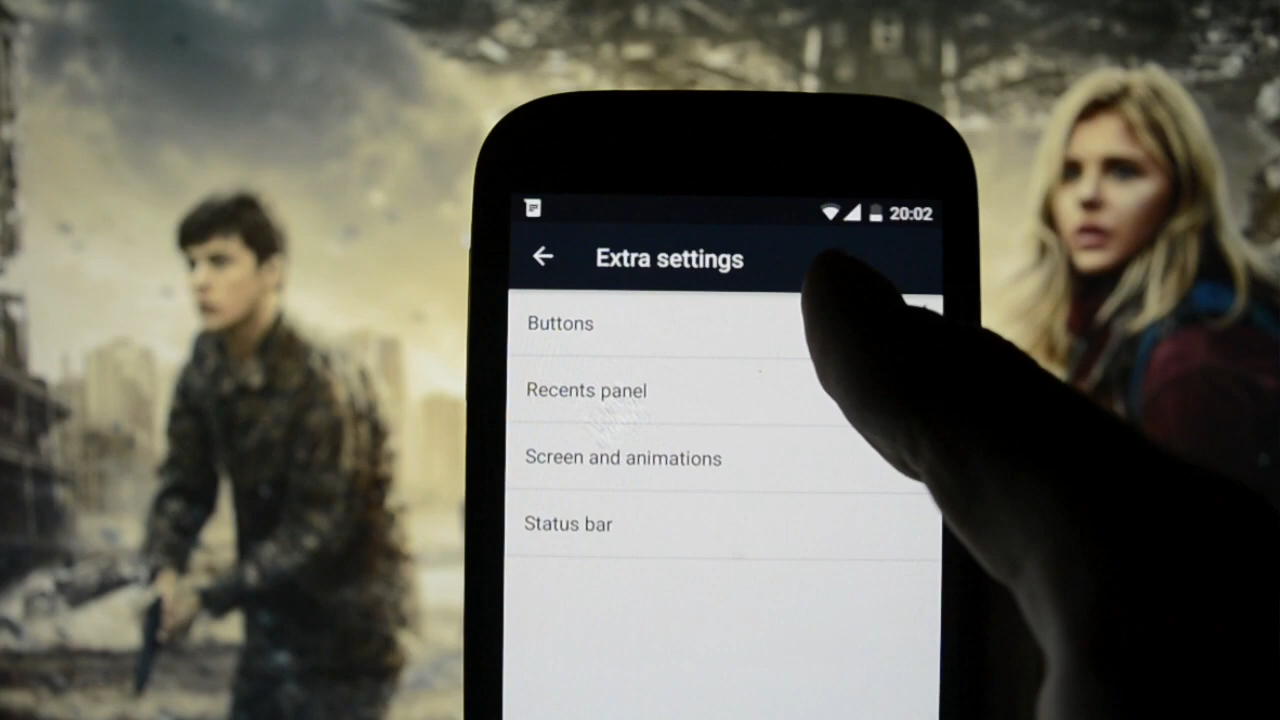 20:02
Extra settings
Buttons
Recents panel
Screen and animations
Status bar